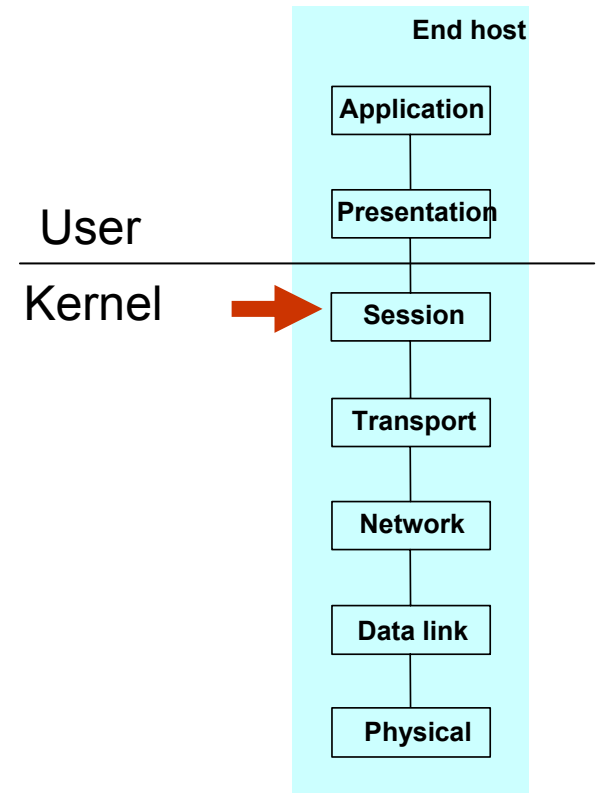 End host
Application
Presentation
User
Kernel
Session
Transport
Network
Data link
Physical